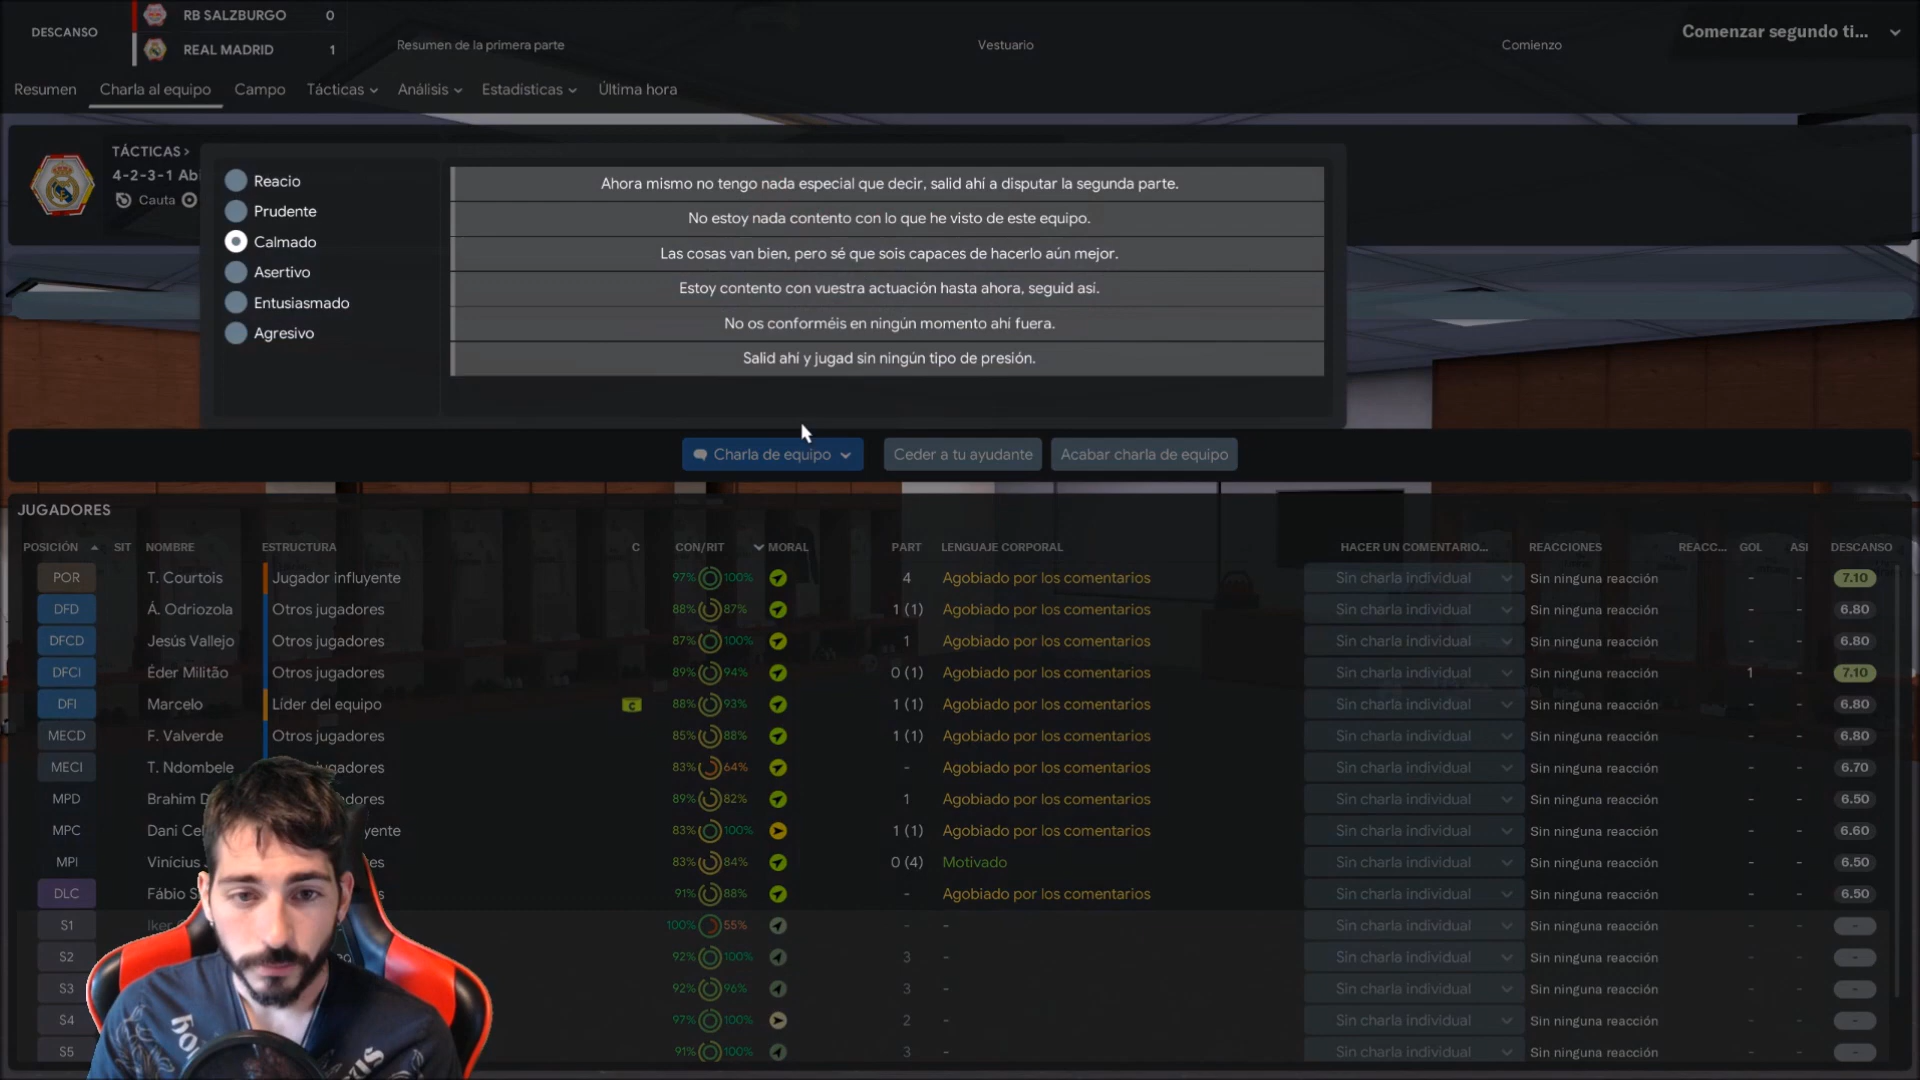 DESCANSO
RB SALZBURGO 0
REAL MADRID 1
Resumen de la primera parte
Vestuario
Comienzo
Comenzar segundo ti...
Resumen Charla al equipo Campo Tácticas Análisis Estadísticas Última hora
TÁCTICAS >
4-2-3-1 Abi
Cauta
Reacio
Prudente
Calmado
Asertivo
Entusiasmado
Agresivo
Ahora mismo no tengo nada especial que decir, salid ahí a disputar la segunda parte.
No estoy nada contento con lo que he visto de este equipo.
Las cosas van bien, pero sé que sois capaces de hacerlo aún mejor.
Estoy contento con vuestra actuación hasta ahora, seguid así.
No os conforméis en ningún momento ahí fuera.
Salid ahí y jugad sin ningún tipo de presión.
Charla de equipo Ceder a tu ayudante Acabar charla de equipo
JUGADORES
POSICIÓN SIT NOMBRE ESTRUCTURA C CON/RIT MORAL PART LENGUAJE CORPORAL HACER UN COMENTARIO... REACCIONES REACC... GOL ASI DESCANSO
POR T. Courtois Jugador influyente 97% 100% 4 Agobiado por los comentarios Sin charla individual Sin ninguna reacción - - 7.10
DFD Á. Odriozola Otros jugadores 88% 87% 1 (1) Agobiado por los comentarios Sin charla individual Sin ninguna reacción - - 6.80
DFCD Jesús Vallejo Otros jugadores 87% 100% 1 Agobiado por los comentarios Sin charla individual Sin ninguna reacción - - 6.80
DFCI Éder Militão Otros jugadores 89% 94% 0 (1) Agobiado por los comentarios Sin charla individual Sin ninguna reacción 1 - 7.10
DFI Marcelo Líder del equipo C 88% 93% 1 (1) Agobiado por los comentarios Sin charla individual Sin ninguna reacción - - 6.80
MECD F. Valverde Otros jugadores 85% 88% 1 (1) Agobiado por los comentarios Sin charla individual Sin ninguna reacción - - 6.80
MECI T. Ndombele jugadores 83% 64% - Agobiado por los comentarios Sin charla individual Sin ninguna reacción - - 6.70
MPD Brahim D dores 89% 82% 1 Agobiado por los comentarios Sin charla individual Sin ninguna reacción - - 6.50
MPC Dani Cel yente 83% 100% 1 (1) Agobiado por los comentarios Sin charla individual Sin ninguna reacción - - 6.60
MPI Vinícius es 83% 84% 0 (4) Motivado Sin charla individual Sin ninguna reacción - - 6.50
DLC Fábio S s 91% 88% - Agobiado por los comentarios Sin charla individual Sin ninguna reacción - - 6.50
S1 Iker 100% 55% - - Sin charla individual Sin ninguna reacción - - -
S2 92% 100% 3 - Sin charla individual Sin ninguna reacción - - -
S3 92% 96% 3 - Sin charla individual Sin ninguna reacción - - -
S4 97% 100% 2 - Sin charla individual Sin ninguna reacción - - -
S5 91% 100% 3 - Sin charla individual Sin ninguna reacción - - -